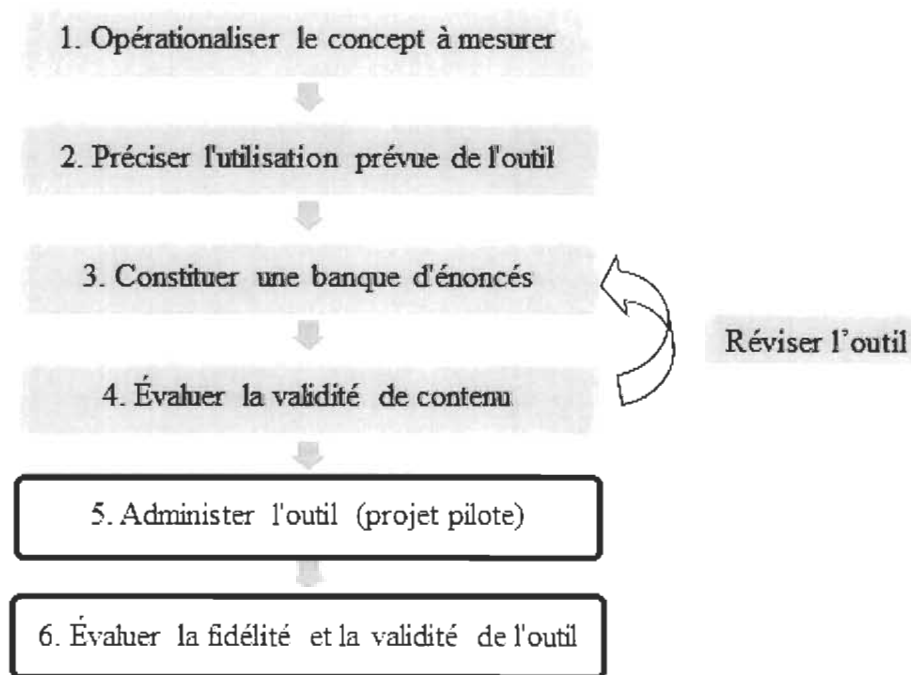 1. Opérationaliser le concept à mesurer
2. Préciser l'utilisation prévue de l'outil
3. Constituer une banque d'énoncés
Réviser l'outil
4. Évaluer la validité de contenu
5. Administer l'outil (projet pilote)
6. Évaluer la fidélité et la validité de l'outil